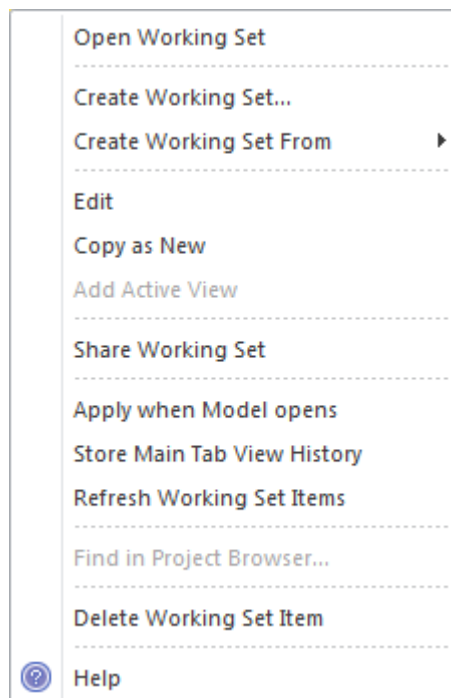 Open Working Set
Create Working Set...
Create Working Set From
Edit
Copy as New
Add Active View
Share Working Set
Apply when Model opens
Store Main Tab View History
Refresh Working Set Items
Find in Project Browser...
Delete Working Set Item
Help